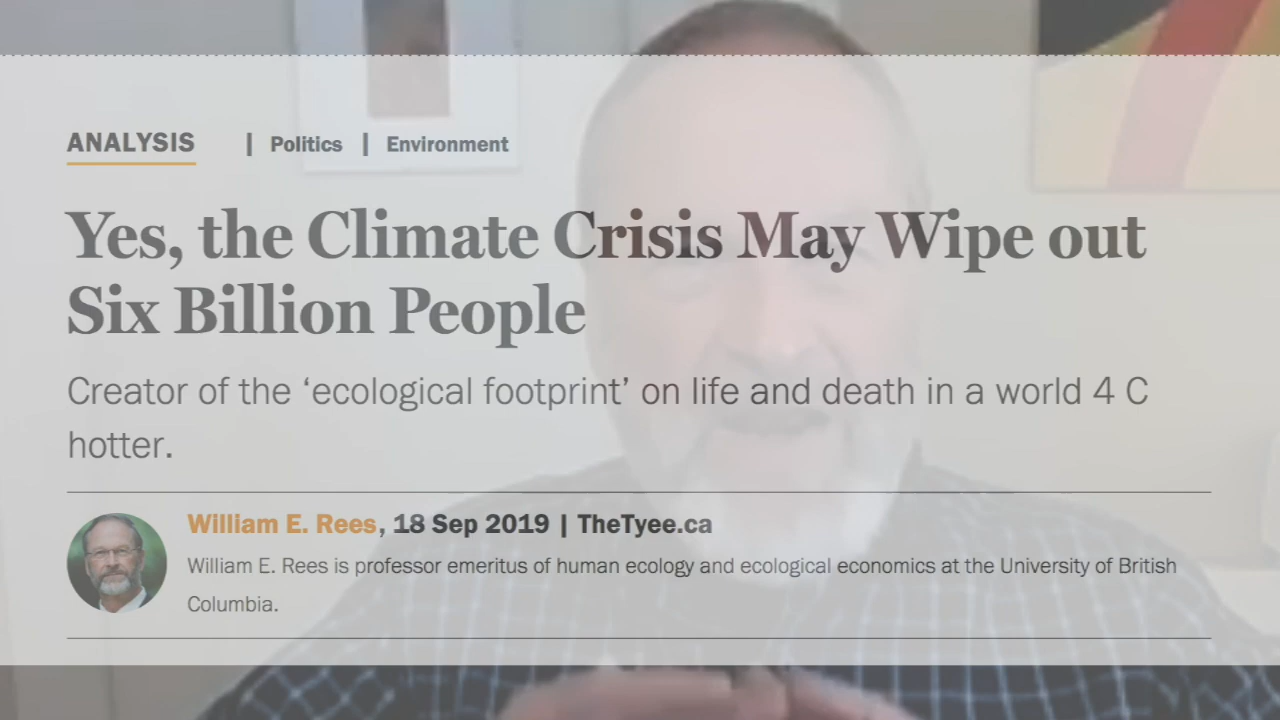 ANALYSIS | Politics | Environment
Yes, the Climate Crisis May Wipe out
Six Billion People
Creator of the ‘ecological footprint’ on life and death in a world 4 C
hotter.
William E. Rees, 18 Sep 2019 | TheTyee.ca
William E. Rees is professor emeritus of human ecology and ecological economics at the University of British
Columbia.